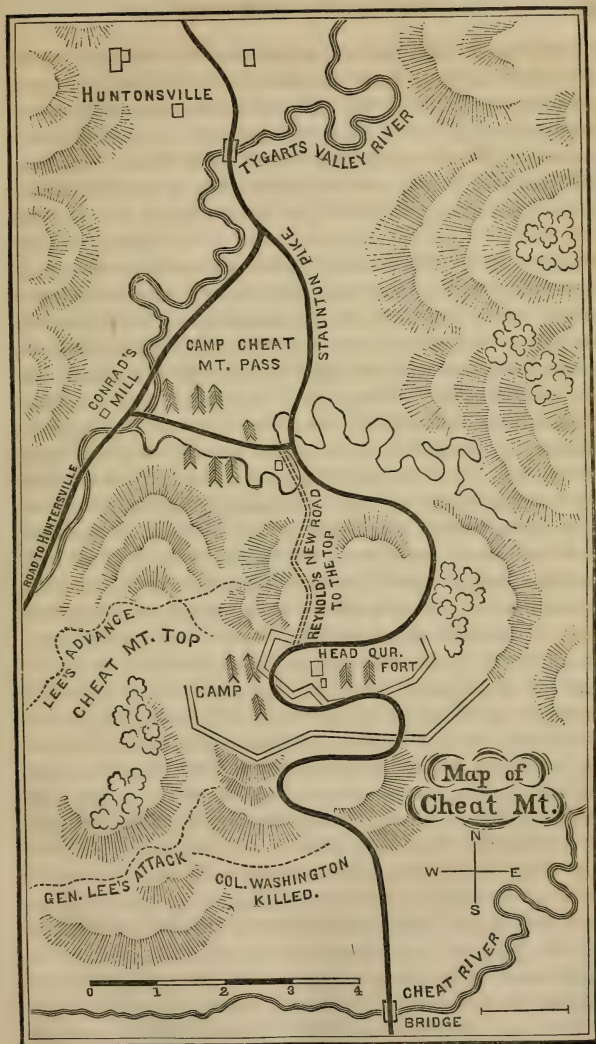 HUNTONSVILLE
TYGARTS VALLEY RIVER
STAUNTON PIKE
CAMP CHEAT
MT. PASS
CONRAD'S
MILL
ROAD TO HUNTERSVILLE
REYNOLD'S NEW ROAD
TO THE TOP
LEE'S ADVANCE
CHEAT MT. TOP
HEAD QUR.
FORT
CAMP
Map of
Cheat Mt.
N
W E
S
GEN. LEE'S ATTACK
COL. WASHINGTON
KILLED.
0 1 2 3 4
CHEAT RIVER
BRIDGE